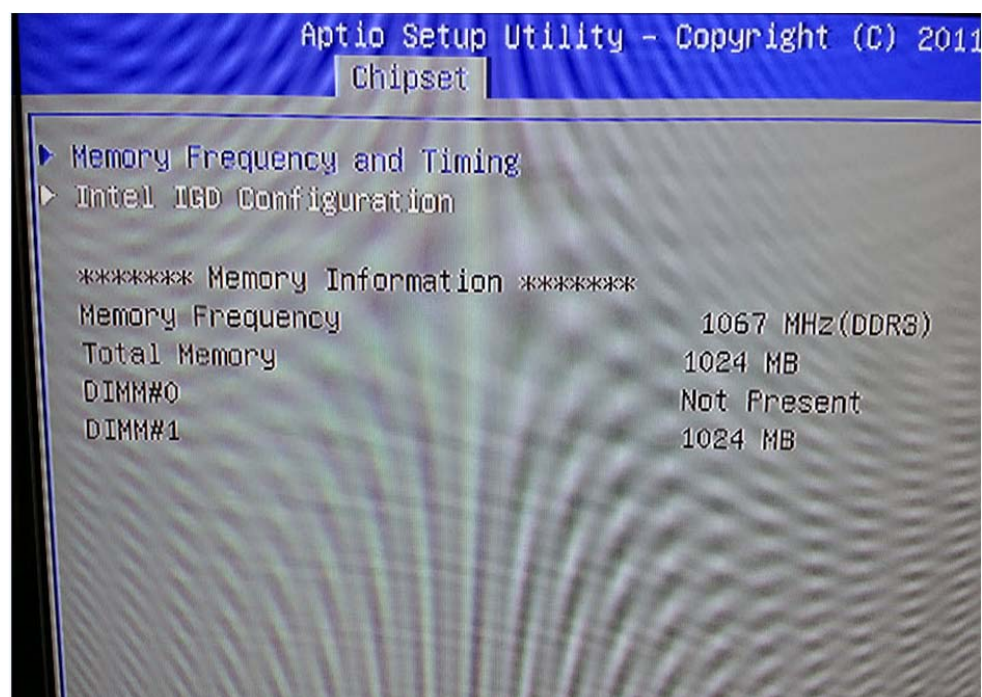 Aptio Setup Utility - Copyright (C) 2011
Chipset
Memory Frequency and Timing
Intel IGD Configuration
******* Memory Information *******
Memory Frequency 1067 MHz(DDR3)
Total Memory 1024 MB
DIMM#0 Not Present
DIMM#1 1024 MB